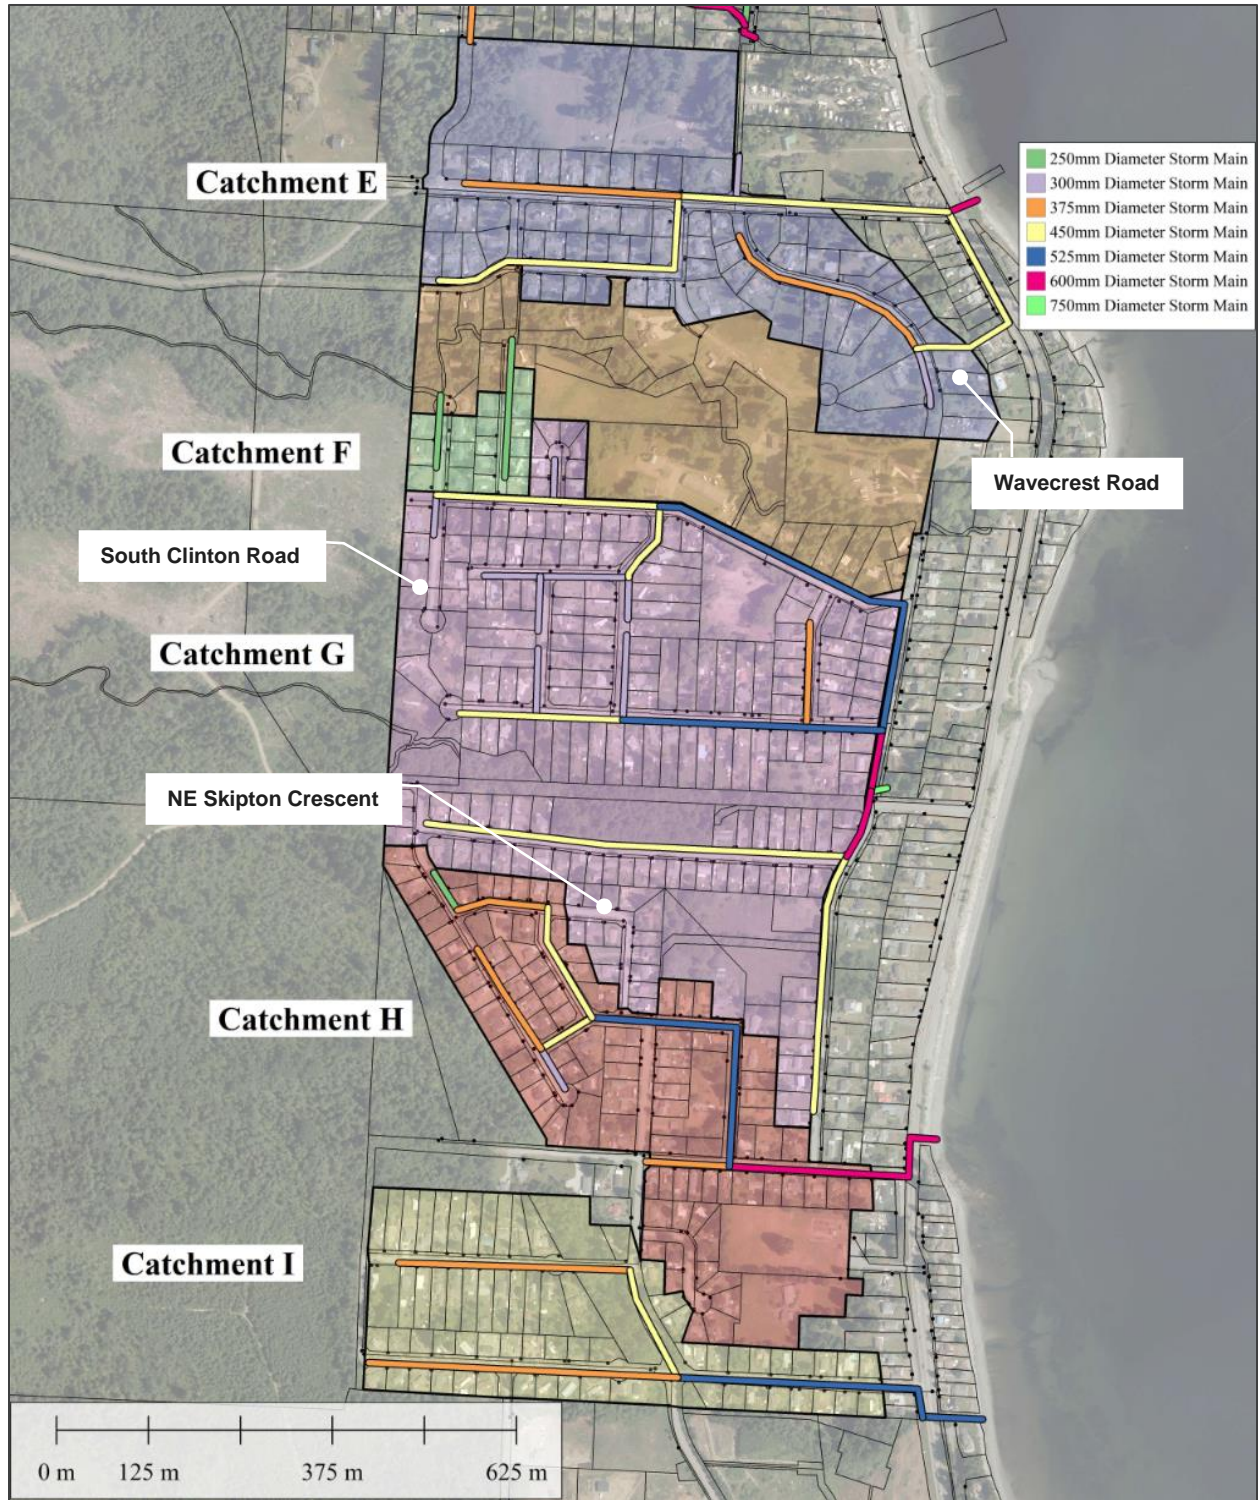 Catchment E
250mm Diameter Storm Main
300mm Diameter Storm Main
375mm Diameter Storm Main
450mm Diameter Storm Main
525mm Diameter Storm Main
600mm Diameter Storm Main
750mm Diameter Storm Main
Catchment F
Wavecrest Road
South Clinton Road
Catchment G
NE Skipton Crescent
Catchment H
Catchment I
0 m 125 m 375 m 625 m